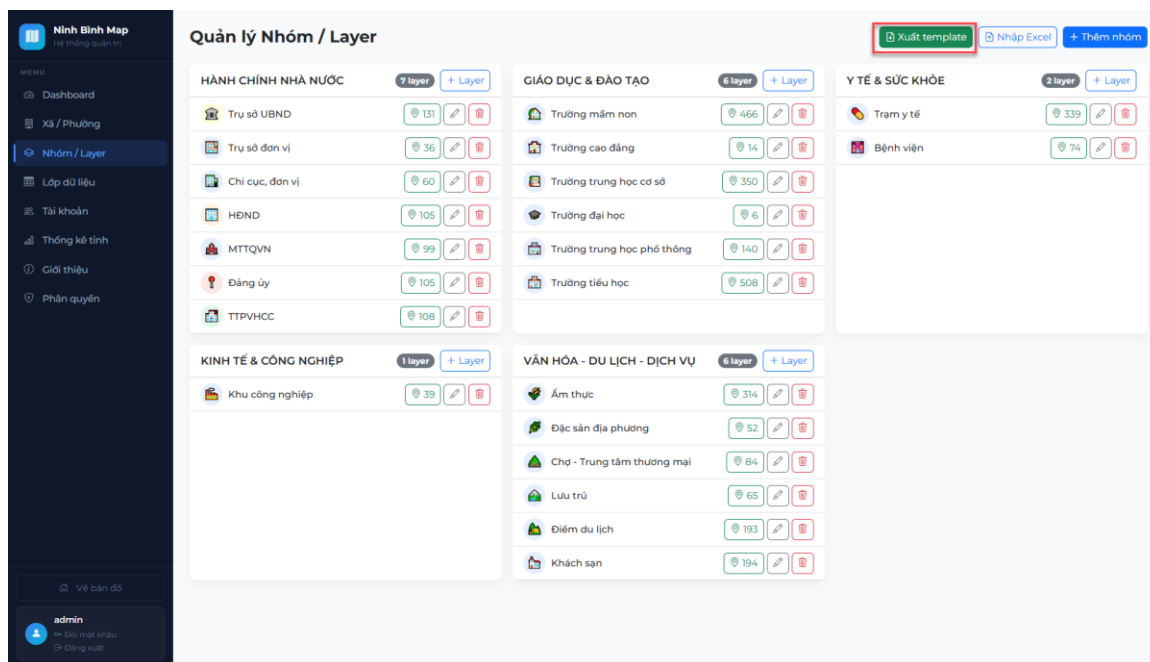 Ninh Bình Map
Hệ thống quản trị
MENU
Dashboard
Xã / Phường
Nhóm / Layer
Lớp dữ liệu
Tài khoản
Thống kê tỉnh
Giới thiệu
Phân quyền
Về bản đồ
admin
Đổi mật khẩu
Đăng xuất
Quản lý Nhóm / Layer
Xuất template
Nhập Excel
+ Thêm nhóm
HÀNH CHÍNH NHÀ NƯỚC 7 layer + Layer
Trụ sở UBND 131
Trụ sở đơn vị 36
Chi cục, đơn vị 60
HĐND 105
MTTQVN 99
Đảng ủy 105
TTPVHCC 108
GIÁO DỤC & ĐÀO TẠO 6 layer + Layer
Trường mầm non 466
Trường cao đẳng 14
Trường trung học cơ sở 350
Trường đại học 6
Trường trung học phổ thông 140
Trường tiểu học 508
Y TẾ & SỨC KHỎE 2 layer + Layer
Trạm y tế 339
Bệnh viện 74
KINH TẾ & CÔNG NGHIỆP 1 layer + Layer
Khu công nghiệp 39
VĂN HÓA - DU LỊCH - DỊCH VỤ 6 layer + Layer
Ẩm thực 314
Đặc sản địa phương 52
Chợ - Trung tâm thương mại 84
Lưu trú 65
Điểm du lịch 193
Khách sạn 194